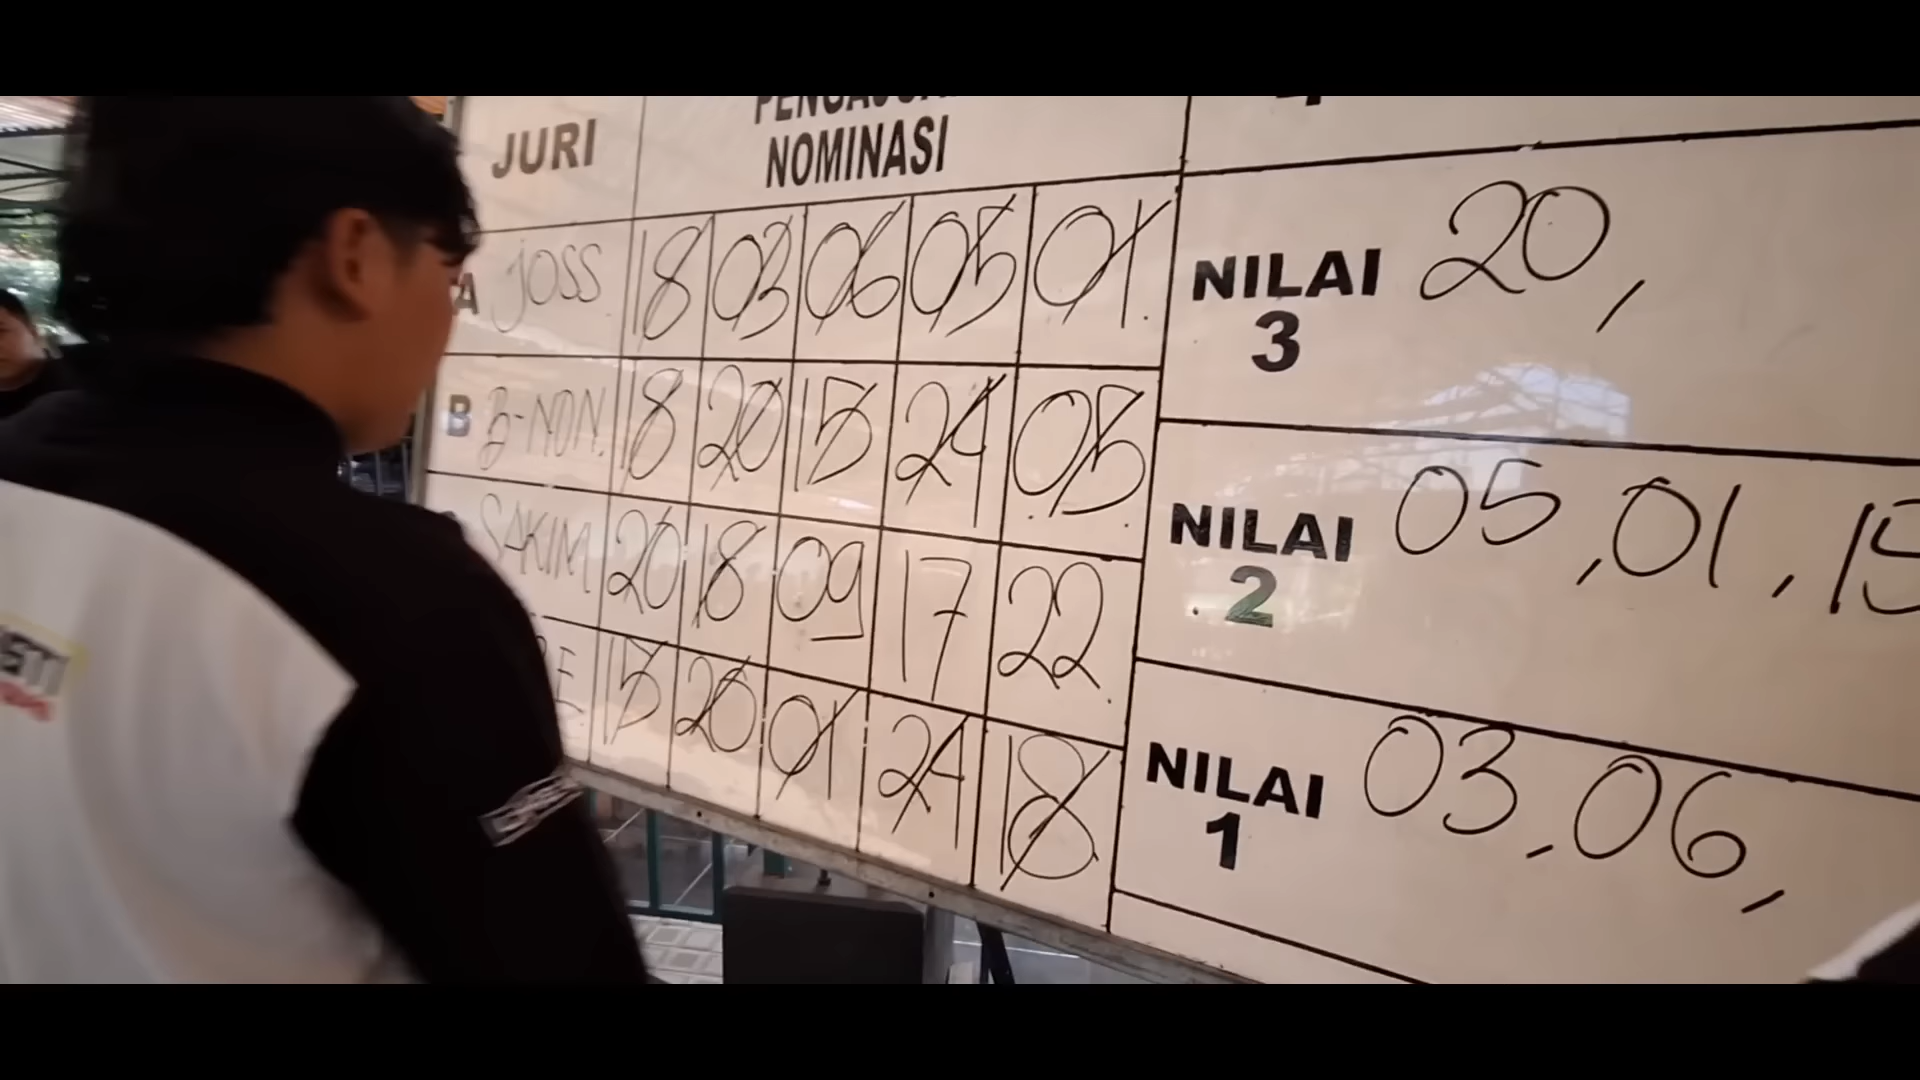 JURI
NOMINASI
A JOSS 18 03 06 05 01
B B-NON. 18 20 15 24 05
SAKIM 20 18 09 17 22
15 20 01 24 18
NILAI 3 20,
NILAI 2 05,01,15
NILAI 1 03,06,